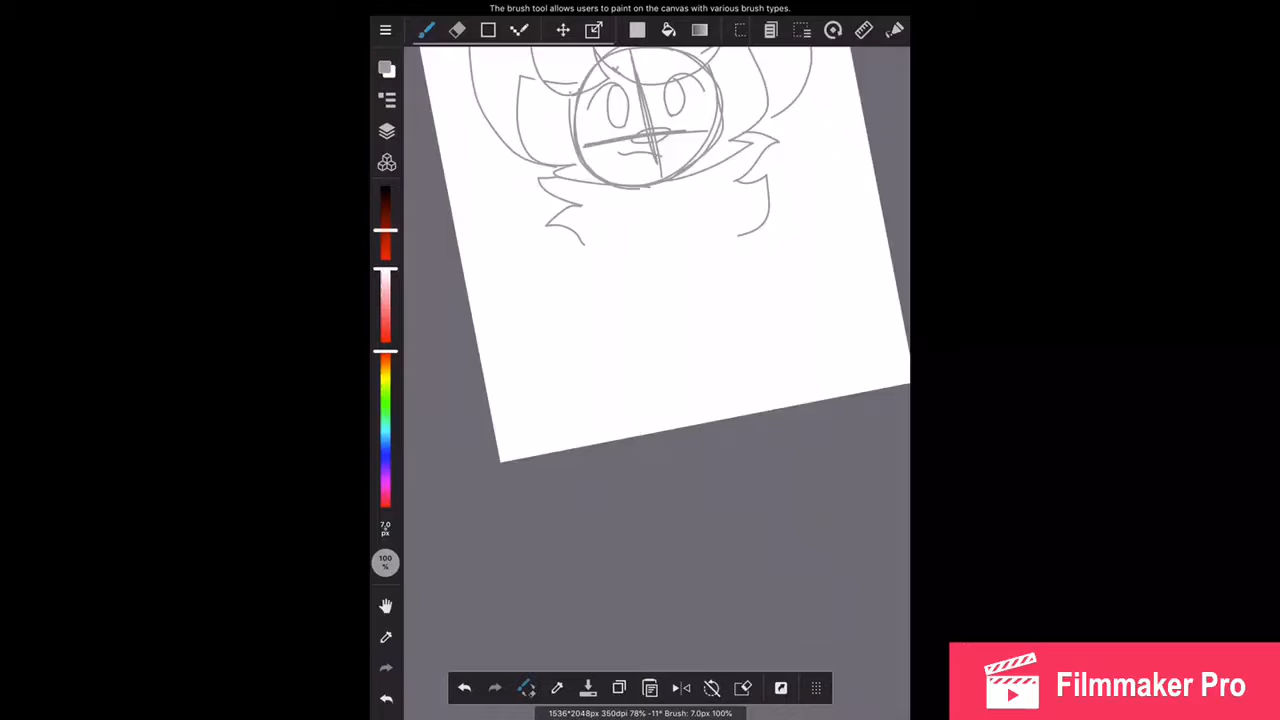 The brush tool allows users to paint on the canvas with various brush types.
7.0
px
100
%
1536*2048px 350dpi 78% -11° Brush: 7.0px 100%
Filmmaker Pro